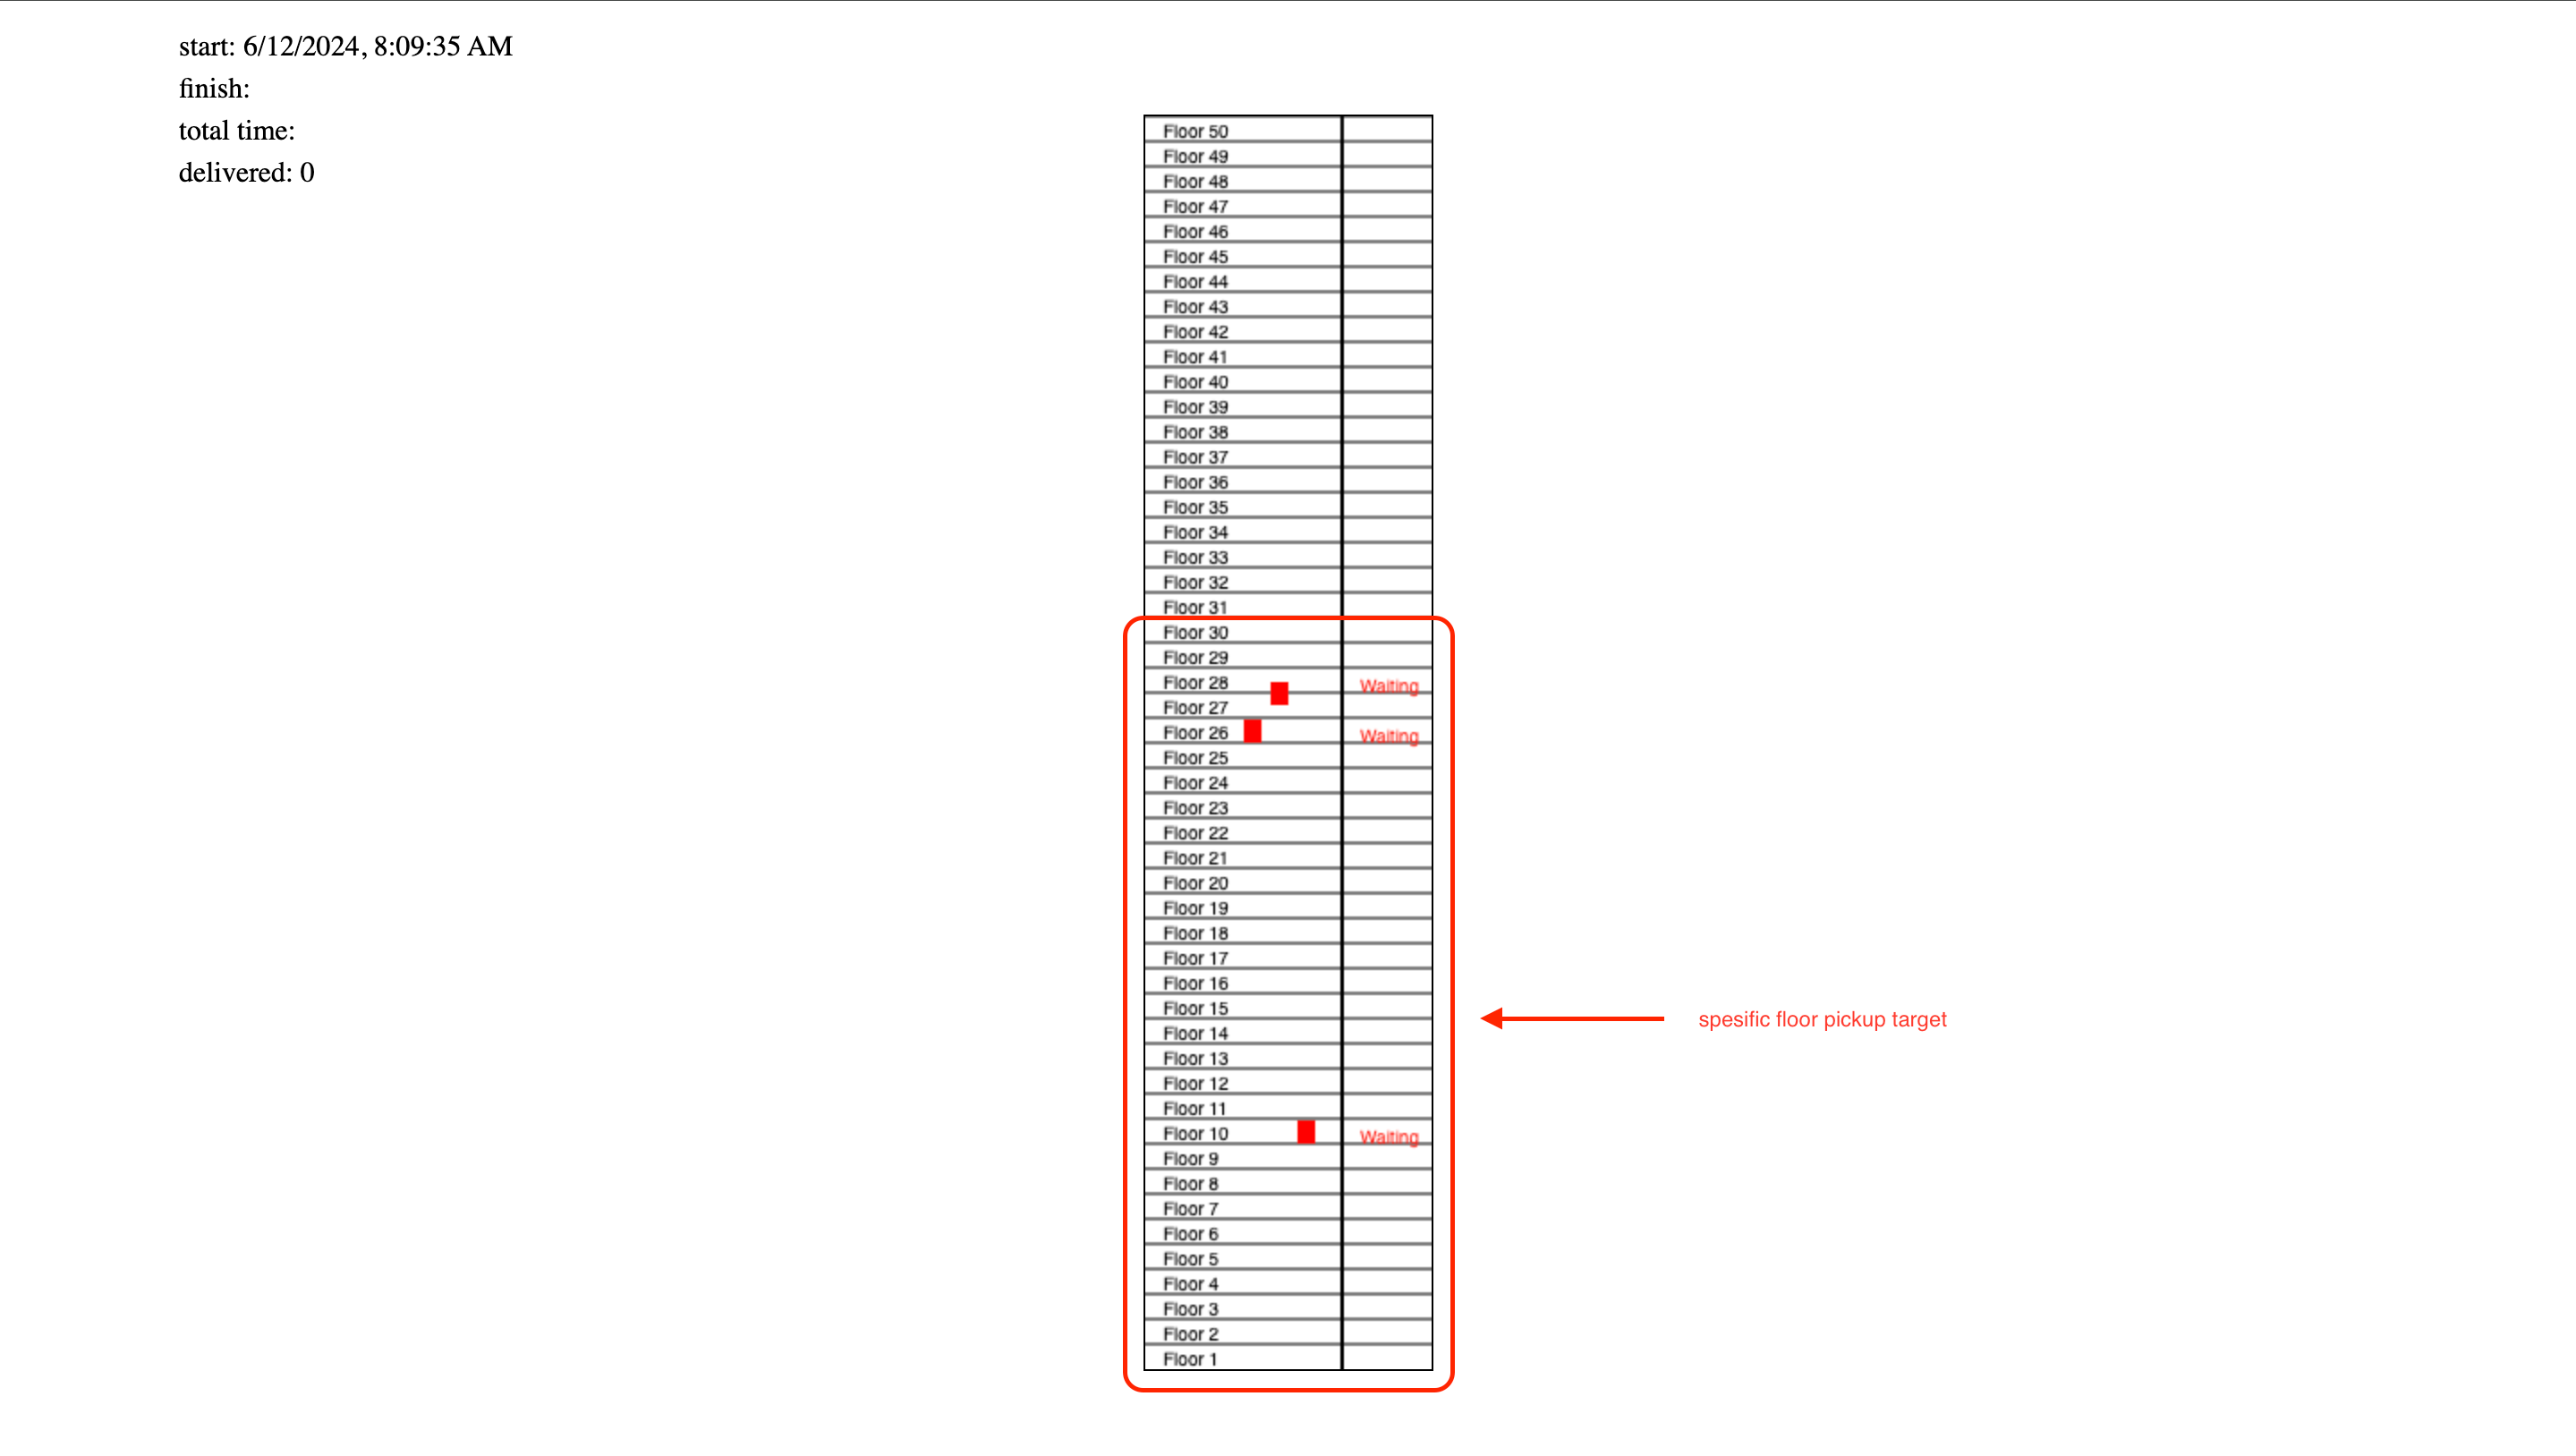 start: 6/12/2024, 8:09:35 AM
finish:
total time:
delivered: 0
Floor 50
Floor 49
Floor 48
Floor 47
Floor 46
Floor 45
Floor 44
Floor 43
Floor 42
Floor 41
Floor 40
Floor 39
Floor 38
Floor 37
Floor 36
Floor 35
Floor 34
Floor 33
Floor 32
Floor 31
Floor 30
Floor 29
Floor 28 Waiting
Floor 27
Floor 26 Waiting
Floor 25
Floor 24
Floor 23
Floor 22
Floor 21
Floor 20
Floor 19
Floor 18
Floor 17
Floor 16
Floor 15
spesific floor pickup target
Floor 14
Floor 13
Floor 12
Floor 11
Floor 10 Waiting
Floor 9
Floor 8
Floor 7
Floor 6
Floor 5
Floor 4
Floor 3
Floor 2
Floor 1